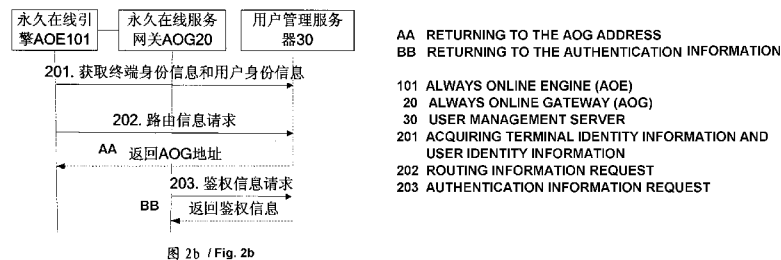 永久在线引
擎AOE101
永久在线服务
网关AOG20
用户管理服务
器30
201. 获取终端身份信息和用户身份信息
202. 路由信息请求
AA 返回AOG地址
203. 鉴权信息请求
BB 返回鉴权信息
图 2b / Fig. 2b
AA RETURNING TO THE AOG ADDRESS
BB RETURNING TO THE AUTHENTICATION INFORMATION
101 ALWAYS ONLINE ENGINE (AOE)
20 ALWAYS ONLINE GATEWAY (AOG)
30 USER MANAGEMENT SERVER
201 ACQUIRING TERMINAL IDENTITY INFORMATION AND
USER IDENTITY INFORMATION
202 ROUTING INFORMATION REQUEST
203 AUTHENTICATION INFORMATION REQUEST